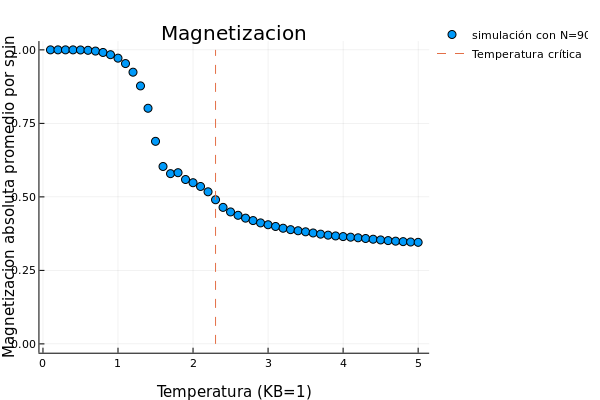 Magnetizacion
simulación con N=90
Temperatura crítica
Magnetizacion absoluta promedio por spin
1.00
0.75
0.50
0.25
0.00
0 1 2 3 4 5
Temperatura (KB=1)